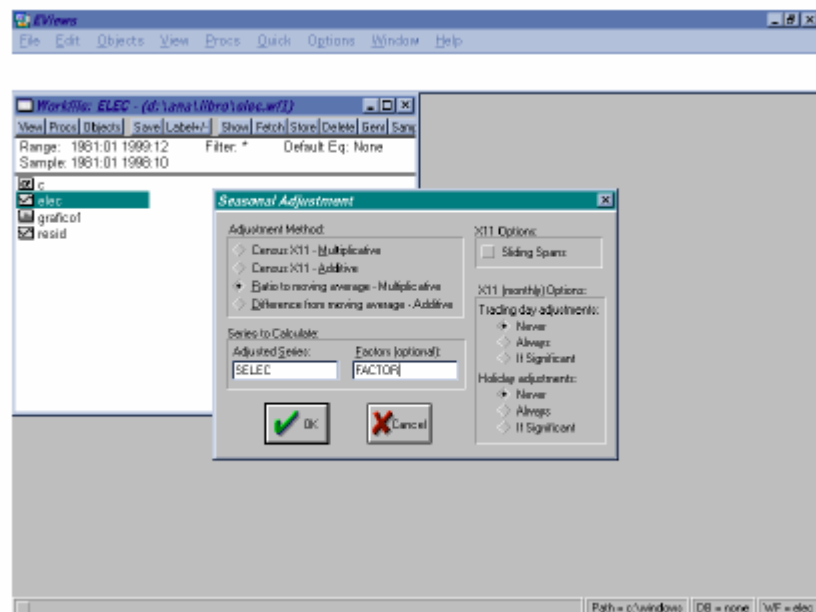 EViews
File Edit Objects View Procs Quick Options Window Help
Workfile: ELEC - (d:\ana\libro\elec.wf1)
View Procs Objects Save Label+/- Show Fetch Store Delete Genr Samp
Range: 1981:01 1999:12 Filter: * Default Eq: None
Sample: 1981:01 1998:10
c
elec
grafico1
resid
Seasonal Adjustment
Adjustment Method:
Census X11 - Multiplicative
Census X11 - Additive
Ratio to moving average - Multiplicative
Difference from moving average - Additive
Series to Calculate:
Adjusted Series: Factors (optional):
SELEC FACTOR
OK Cancel
X11 Options:
Sliding Spans
X11 (monthly) Options:
Trading day adjustments:
Never
Always
If Significant
Holiday adjustments:
Never
Always
If Significant
Path = c:\windows DB = none WF = elec